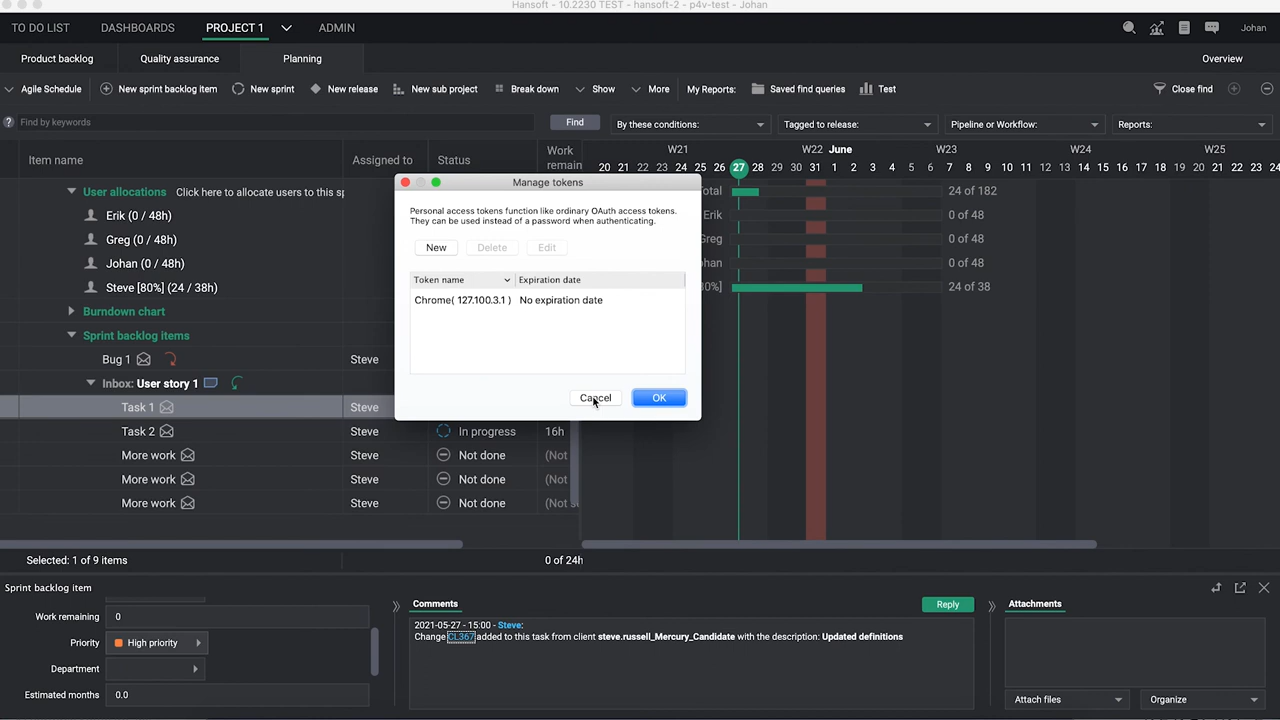 Hansoft - 10.2230 TEST - hansoft-2 - p4v-test - Johan
TO DO LIST DASHBOARDS PROJECT 1 ADMIN Johan
Product backlog Quality assurance Planning Overview
Agile Schedule New sprint backlog item New sprint New release New sub project Break down Show More My Reports: Saved find queries Test Close find
? Find by keywords Find By these conditions: Tagged to release: Pipeline or Workflow: Reports:
Item name Assigned to Status Work remain
W21 W22 June W23 W24 W25
20 21 22 23 24 25 26 27 28 29 30 31 1 2 3 4 5 6 7 8 9 10 11 12 13 14 15 16 17 18 19 20 21 22 23 24
User allocations Click here to allocate users to this sp otal 24 of 182
Erik (0 / 48h) Erik 0 of 48
Greg (0 / 48h) Greg 0 of 48
Johan (0 / 48h) han 0 of 48
Steve [80%] (24 / 38h) 80%] 24 of 38
Burndown chart
Sprint backlog items
Bug 1 Steve
Inbox: User story 1
Task 1 Steve
Task 2 Steve In progress 16h
More work Steve Not done (Not
More work Steve Not done (Not
More work Steve Not done (Not s
Manage tokens
Personal access tokens function like ordinary OAuth access tokens.
They can be used instead of a password when authenticating.
New Delete Edit
Token name Expiration date
Chrome( 127.100.3.1 ) No expiration date
Cancel OK
Selected: 1 of 9 items 0 of 24h
Sprint backlog item
Work remaining 0
Priority High priority
Department
Estimated months 0.0
Comments Reply
2021-05-27 - 15:00 - Steve:
Change CL367 added to this task from client steve.russell_Mercury_Candidate with the description: Updated definitions
Attachments
Attach files Organize